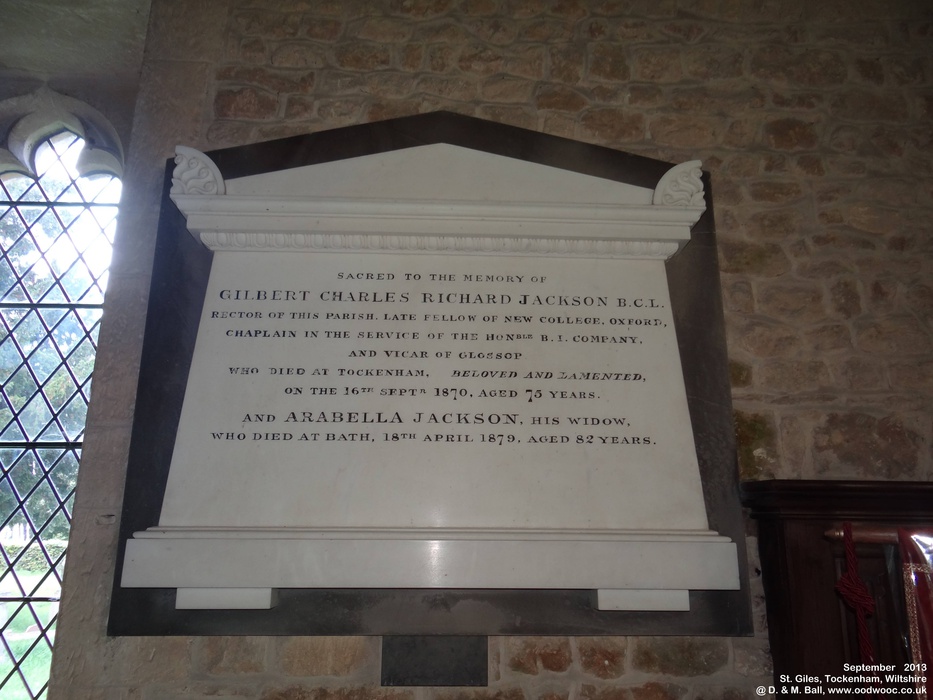 SACRED TO THE MEMORY OF
GILBERT CHARLES RICHARD JACKSON B.C.L.
RECTOR OF THIS PARISH, LATE FELLOW OF NEW COLLEGE, OXFORD,
CHAPLAIN IN THE SERVICE OF THE HONBLE B. I. COMPANY,
AND VICAR OF GLOSSOP
WHO DIED AT TOCKENHAM, BELOVED AND LAMENTED,
ON THE 16TH SEPTR 1870, AGED 75 YEARS.
AND ARABELLA JACKSON, HIS WIDOW,
WHO DIED AT BATH, 18TH APRIL 1879, AGED 82 YEARS.
September 2013
St. Giles, Tockenham, Wiltshire
@ D. & M. Ball, www.oodwooc.co.uk